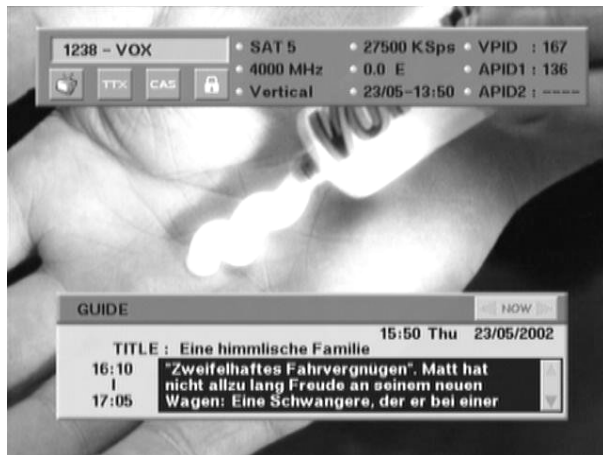 1238 - VOX
SAT 5
27500 KSps
VPID : 167
4000 MHz
0.0 E
APID1 : 136
TTX
CAS
Vertical
23/05-13:50
APID2 : ----
GUIDE
NOW
15:50 Thu 23/05/2002
TITLE : Eine himmlische Familie
16:10
"Zweifelhaftes Fahrvergnügen". Matt hat
nicht allzu lang Freude an seinem neuen
17:05
Wagen: Eine Schwangere, der er bei einer